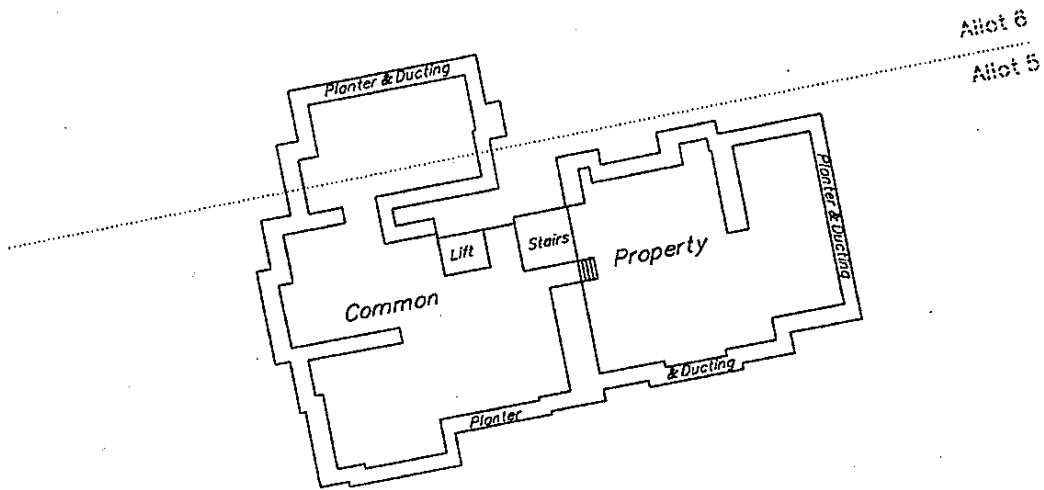 Allot 6
Allot 5
Planter & Ducting
Planter & Ducting
Lift
Stairs
Property
Common
& Ducting
Planter